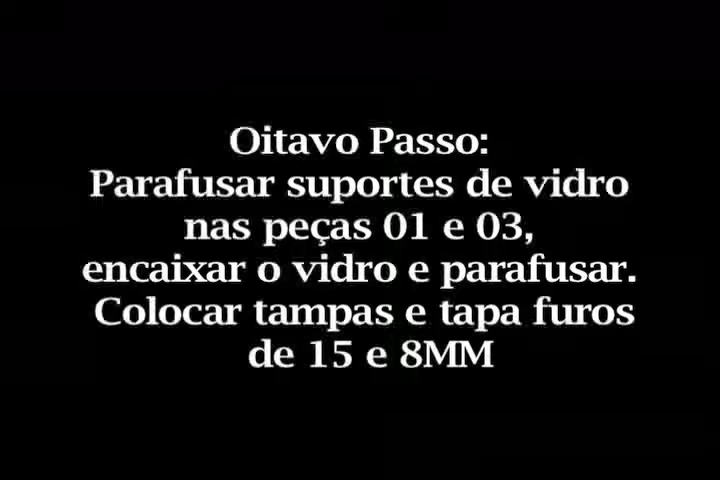 Oitavo Passo:
Parafusar suportes de vidro
nas peças 01 e 03,
encaixar o vidro e parafusar.
Colocar tampas e tapa furos
de 15 e 8MM